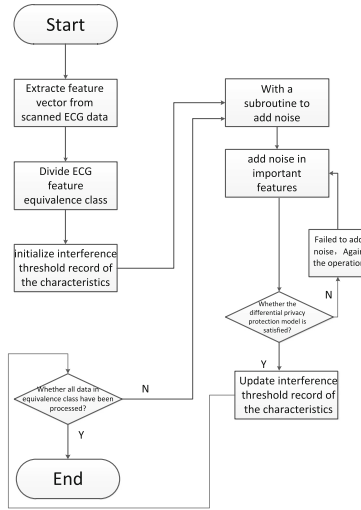 Start
Extracte feature
vector from
scanned ECG data
Divide ECG
feature
equivalence class
initialize interference
threshold record of
the characteristics
With a
subroutine to
add noise
add noise in
important
features
Failed to add
noise，Again
the operation
N
Whether the
differential privacy
protection model is
satisfied?
Y
Update interference
threshold record of
the characteristics
Whether all data in
equivalence class have been
processed?
N
Y
End